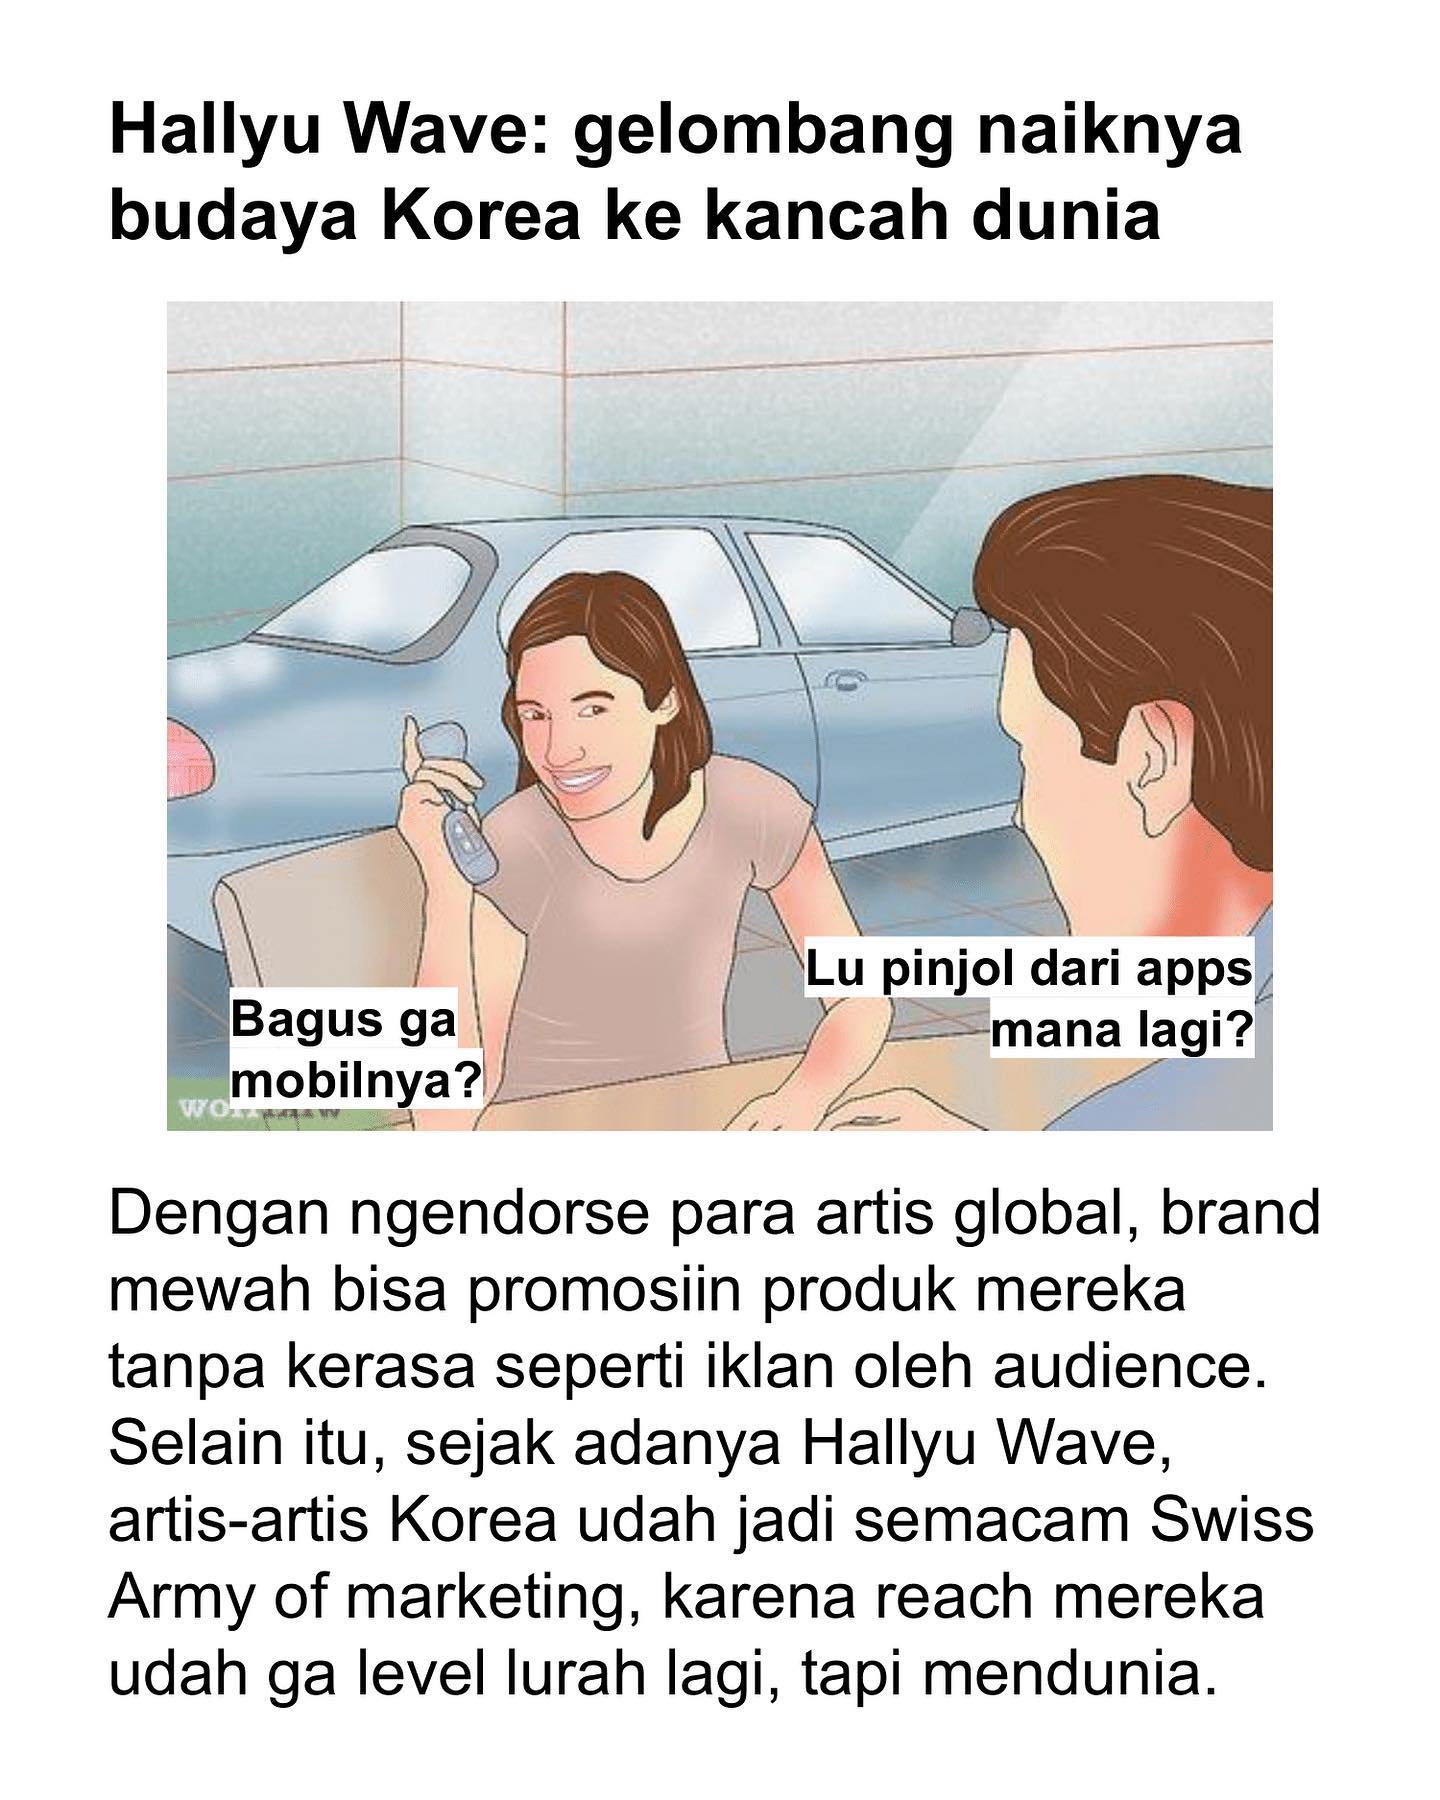 Hallyu Wave: gelombang naiknya
budaya Korea ke kancah dunia
Lu pinjol dari apps
mana lagi?
Bagus ga
mobilnya?
Dengan ngendorse para artis global, brand
mewah bisa promosiin produk mereka
tanpa kerasa seperti iklan oleh audience.
Selain itu, sejak adanya Hallyu Wave,
artis-artis Korea udah jadi semacam Swiss
Army of marketing, karena reach mereka
udah ga level lurah lagi, tapi mendunia.